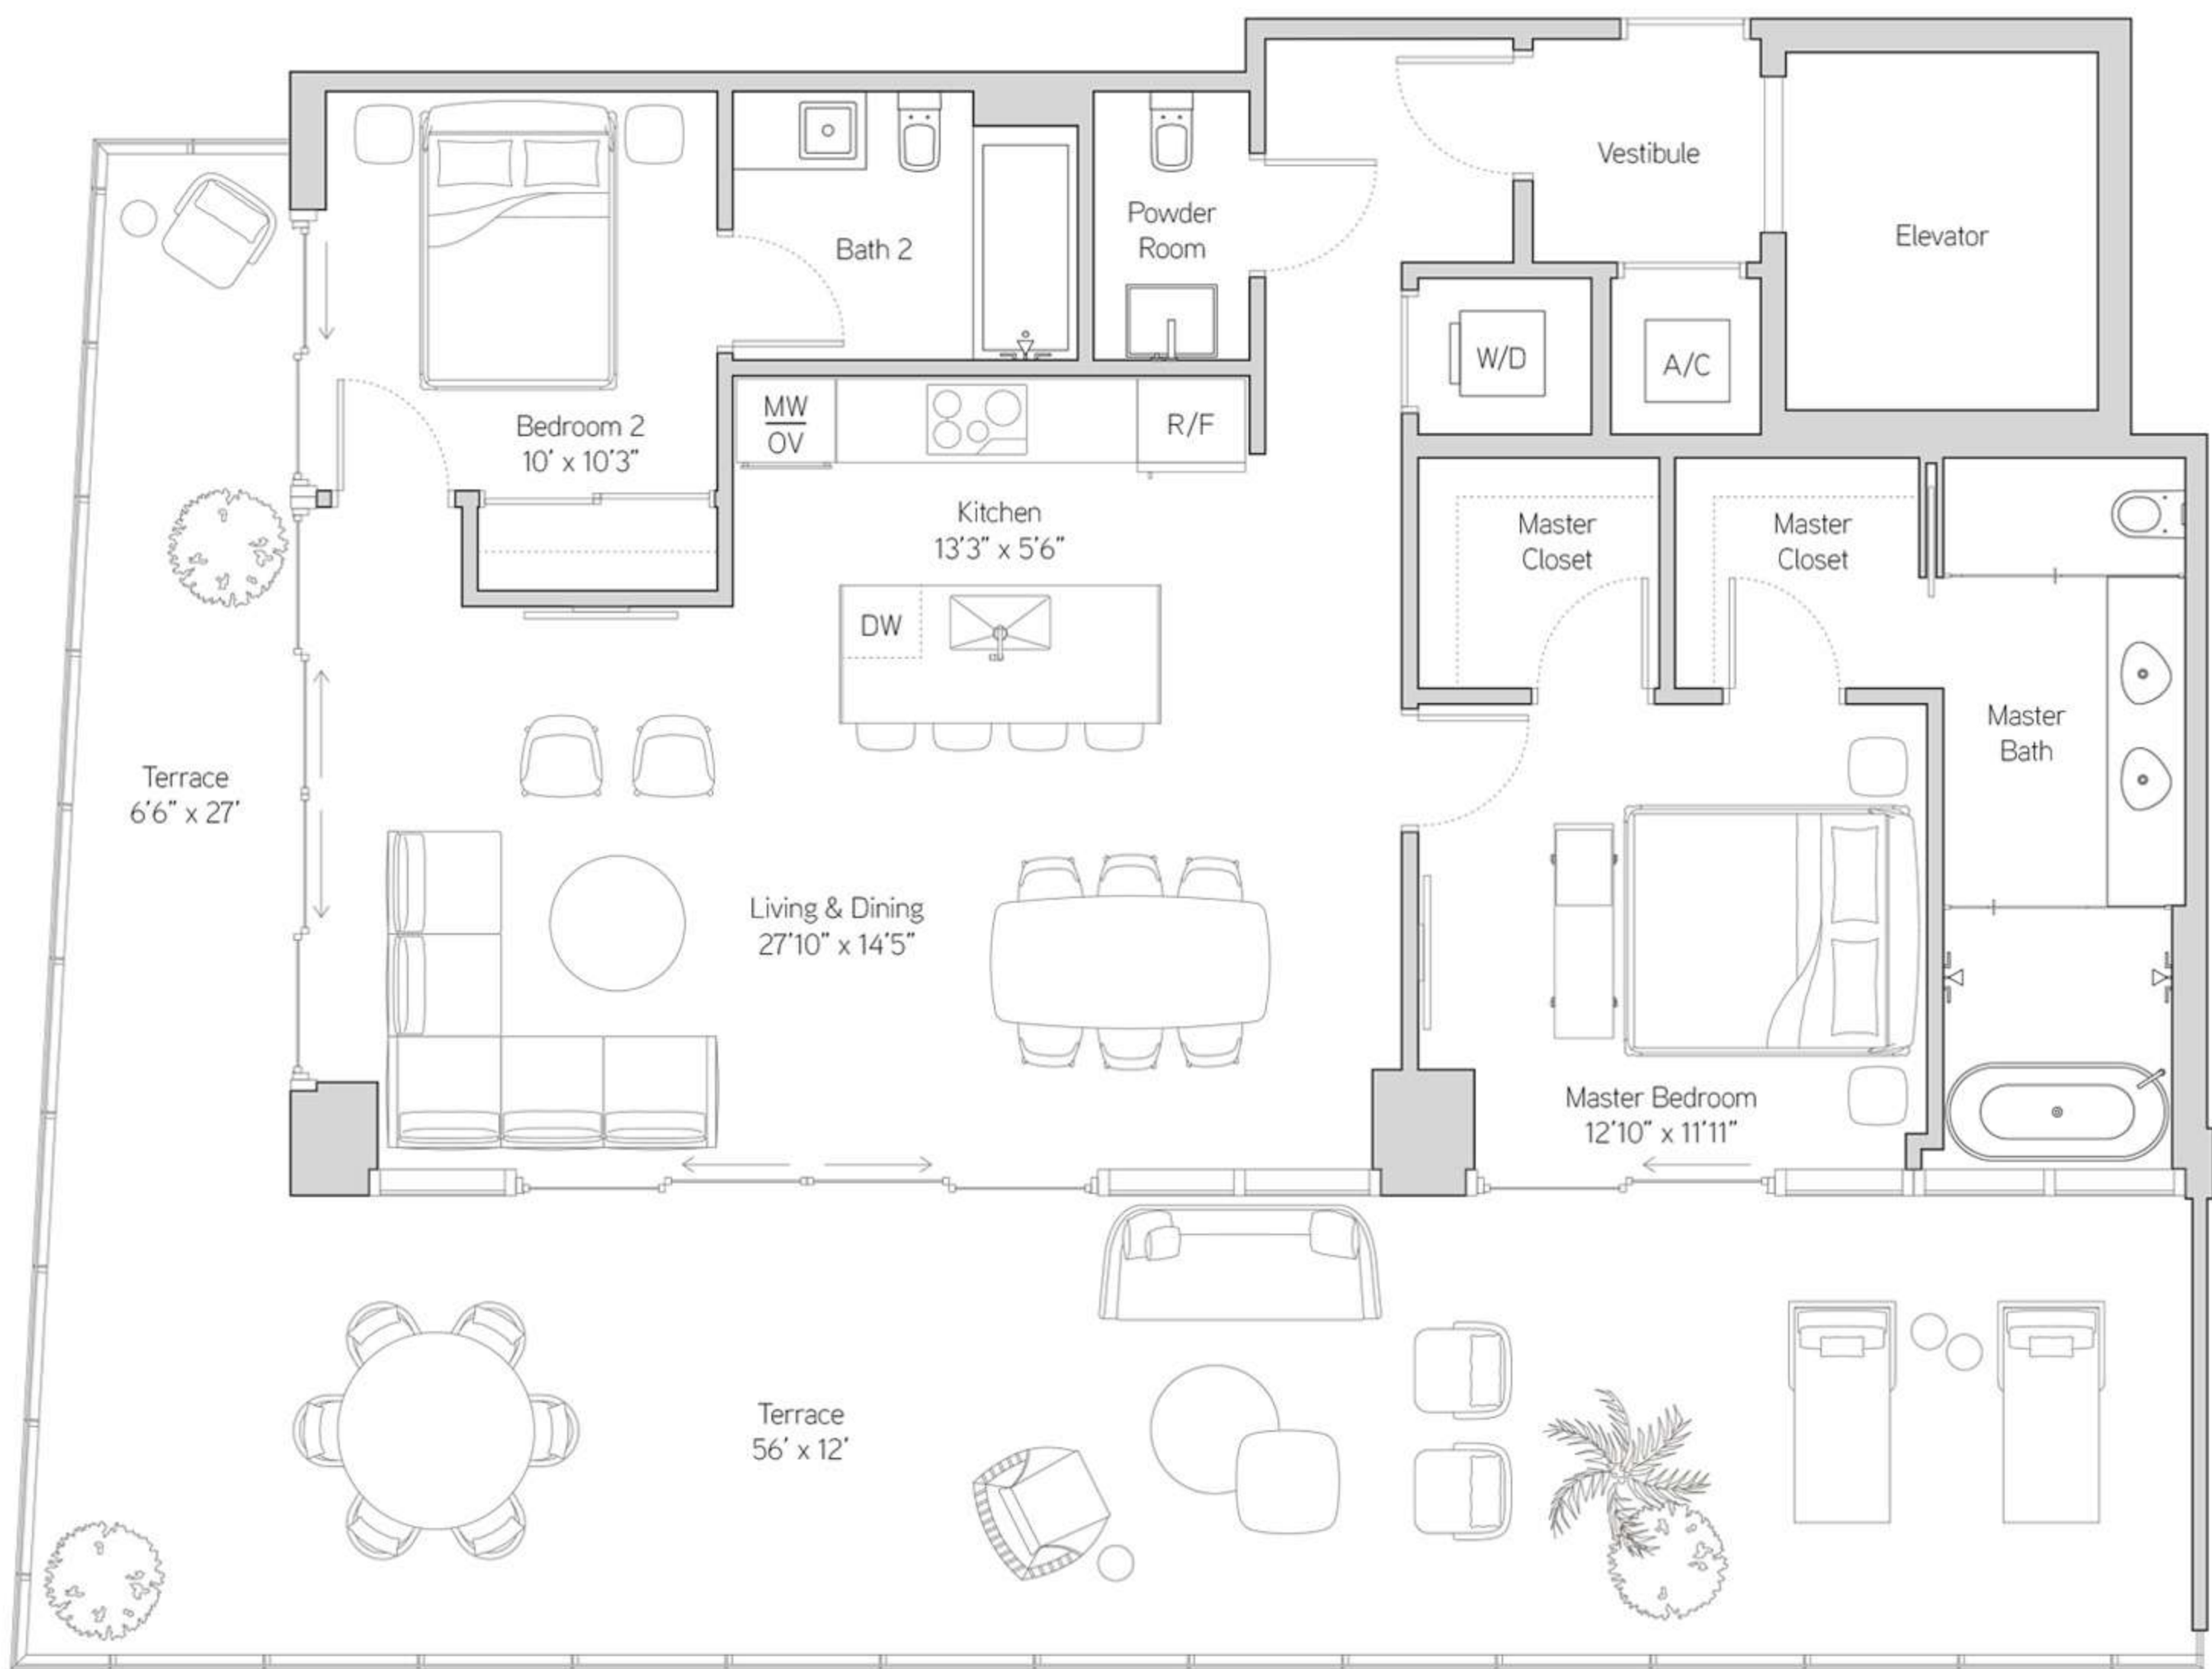 Vestibule
Elevator
Powder
Room
Bath 2
W/D
A/C
MW
OV
R/F
Bedroom 2
10' x 10'3"
Kitchen
13'3" x 5'6"
Master
Closet
Master
Closet
DW
Master
Bath
Terrace
6'6" x 27'
Living & Dining
27'10" x 14'5"
Master Bedroom
12'10" x 11'11"
Terrace
56' x 12'